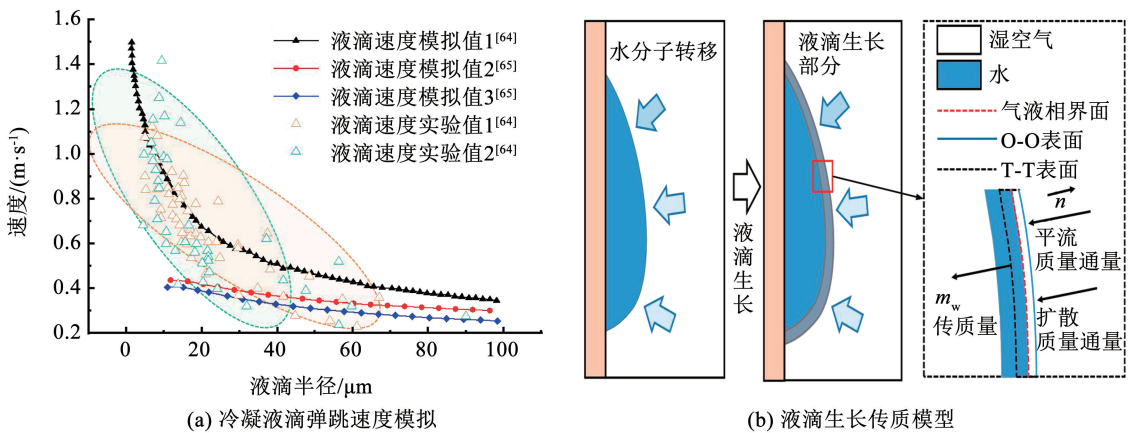 1.6
1.4
1.2
1.0
0.8
0.6
0.4
0.2
速度/(m·s⁻¹)
0
20
40
60
80
100
液滴半径/μm
液滴速度模拟值1[64]
液滴速度模拟值2[65]
液滴速度模拟值3[65]
液滴速度实验值1[64]
液滴速度实验值2[64]
(a) 冷凝液滴弹跳速度模拟
水分子转移
液滴生长
液滴生长
部分
湿空气
水
气液相界面
O-O表面
T-T表面
n
平流
质量通量
m_w
传质量
扩散
质量通量
(b) 液滴生长传质模型